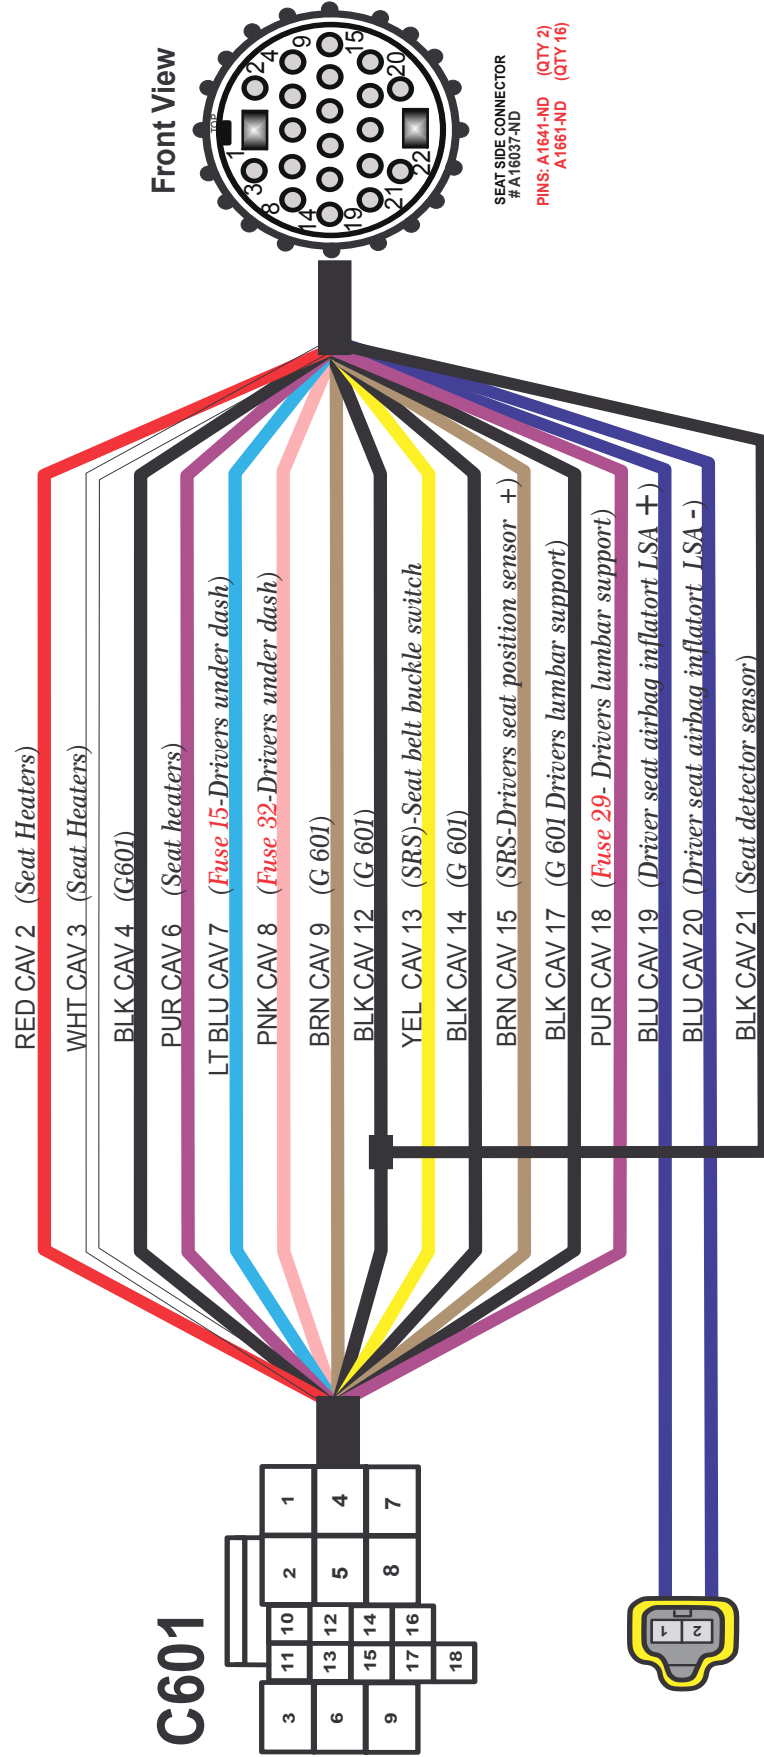 Front View
TOP
1
2
3
4
8
9
14
15
19
20
21
22
SEAT SIDE CONNECTOR
# A16037-ND
PINS: A1641-ND (QTY 2)
A1661-ND (QTY 16)
RED CAV 2 (Seat Heaters)
WHT CAV 3 (Seat Heaters)
BLK CAV 4 (G601)
PUR CAV 6 (Seat heaters)
LT BLU CAV 7 (Fuse 15-Drivers under dash)
PNK CAV 8 (Fuse 32-Drivers under dash)
BRN CAV 9 (G 601)
BLK CAV 12 (G 601)
YEL CAV 13 (SRS)-Seat belt buckle switch
BLK CAV 14 (G 601)
BRN CAV 15 (SRS-Drivers seat position sensor +)
BLK CAV 17 (G 601 Drivers lumbar support)
PUR CAV 18 (Fuse 29- Drivers lumbar support)
BLU CAV 19 (Driver seat airbag inflatort LSA +)
BLU CAV 20 (Driver seat airbag inflatort LSA -)
BLK CAV 21 (Seat detector sensor)
C601
3 11 10 2 1
6 13 12 5 4
15 14
9 17 16 8 7
18
1
2